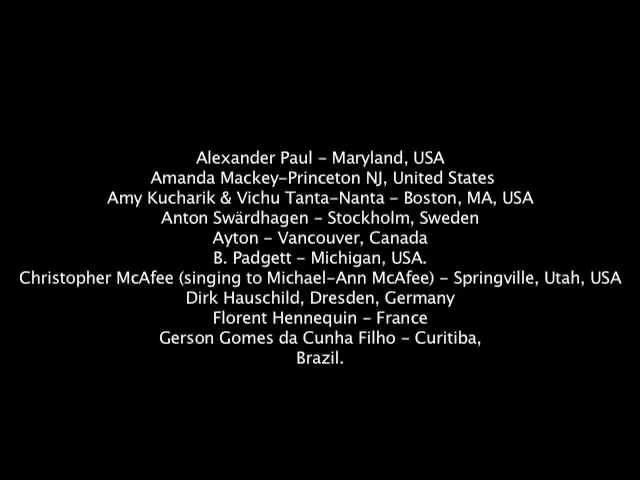 Alexander Paul – Maryland, USA
Amanda Mackey-Princeton NJ, United States
Amy Kucharik & Vichu Tanta-Nanta – Boston, MA, USA
Anton Swärdhagen – Stockholm, Sweden
Ayton – Vancouver, Canada
B. Padgett – Michigan, USA.
Christopher McAfee (singing to Michael-Ann McAfee) – Springville, Utah, USA
Dirk Hauschild, Dresden, Germany
Florent Hennequin – France
Gerson Gomes da Cunha Filho – Curitiba,
Brazil.